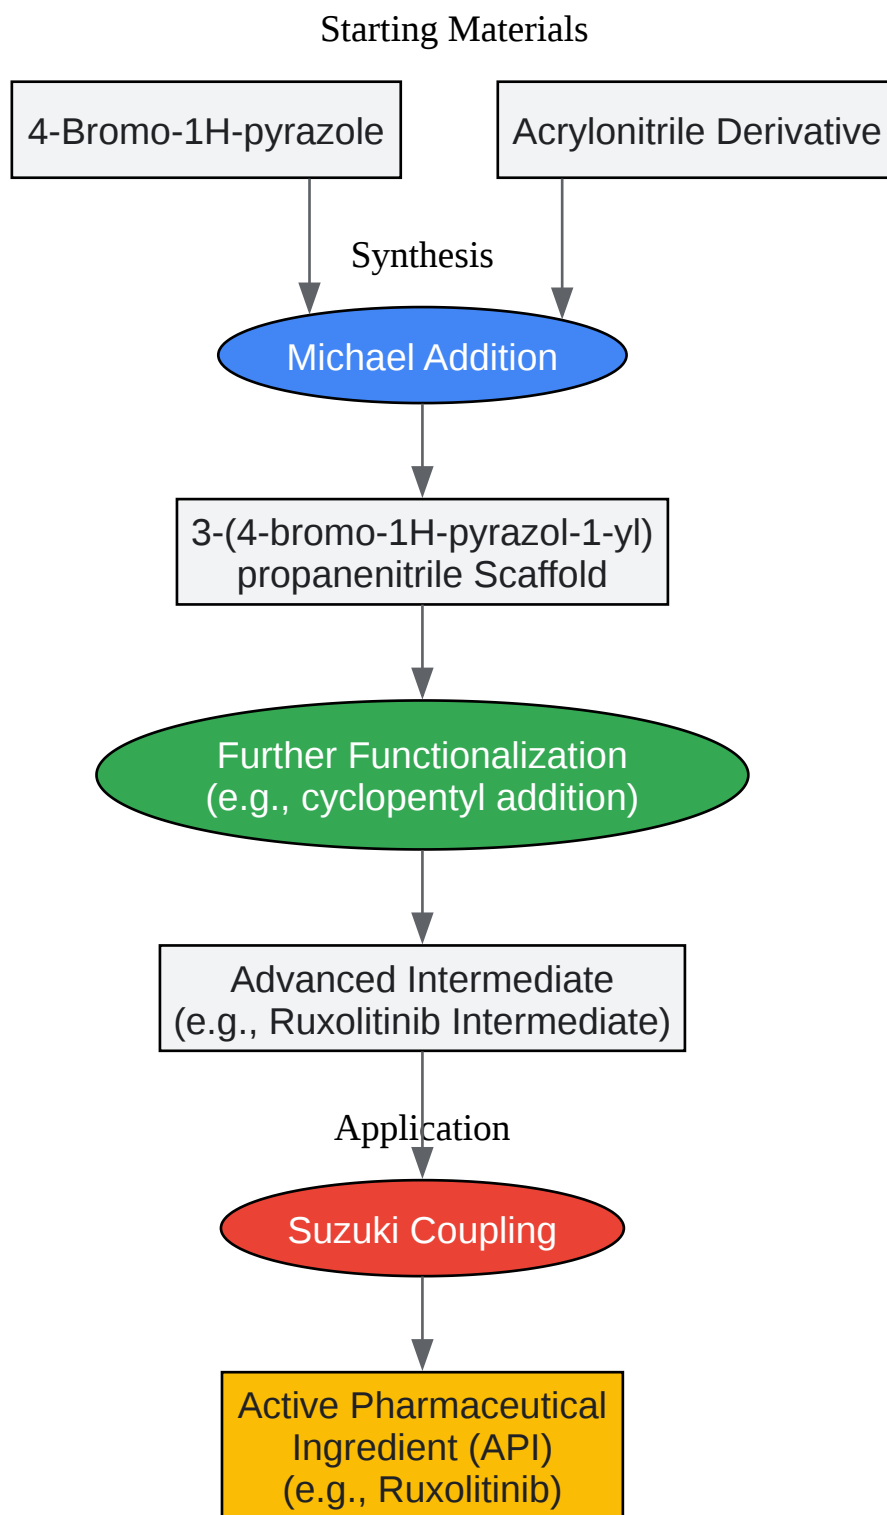 Starting Materials
4-Bromo-1H-pyrazole
Acrylonitrile Derivative
Synthesis
Michael Addition
3-(4-bromo-1H-pyrazol-1-yl)
propanenitrile Scaffold
Further Functionalization
(e.g., cyclopentyl addition)
Advanced Intermediate
(e.g., Ruxolitinib Intermediate)
Application
Suzuki Coupling
Active Pharmaceutical
Ingredient (API)
(e.g., Ruxolitinib)